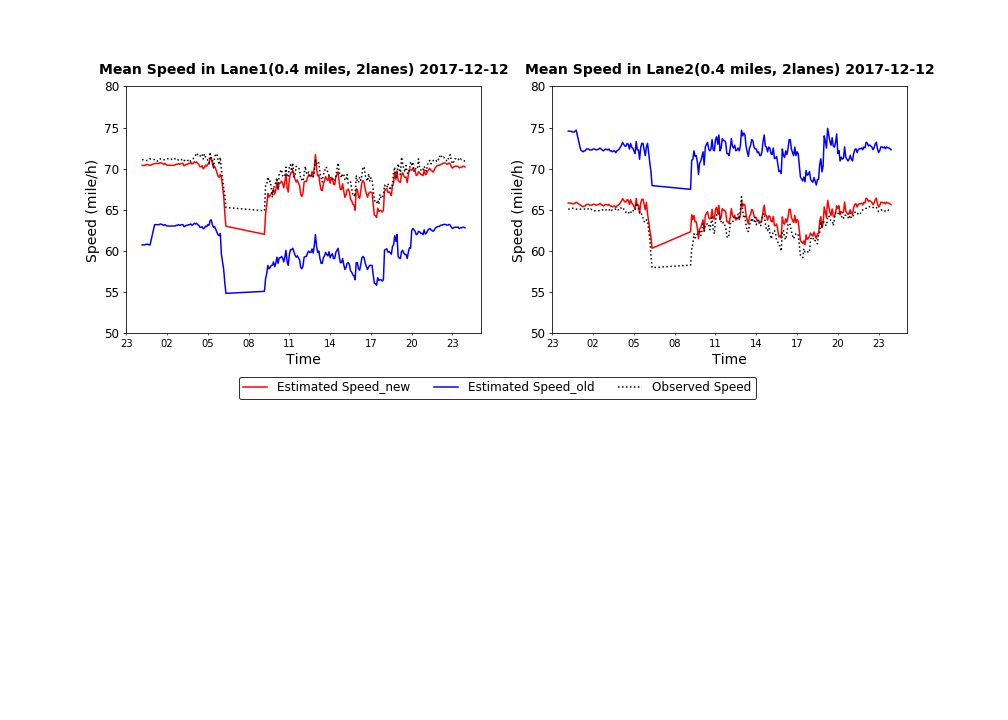 Mean Speed in Lane1(0.4 miles, 2lanes) 2017-12-12
Mean Speed in Lane2(0.4 miles, 2lanes) 2017-12-12
80
75
70
65
60
55
50
Speed (mile/h)
23 02 05 08 11 14 17 20 23
Time
80
75
70
65
60
55
50
Speed (mile/h)
23 02 05 08 11 14 17 20 23
Time
Estimated Speed_new Estimated Speed_old Observed Speed